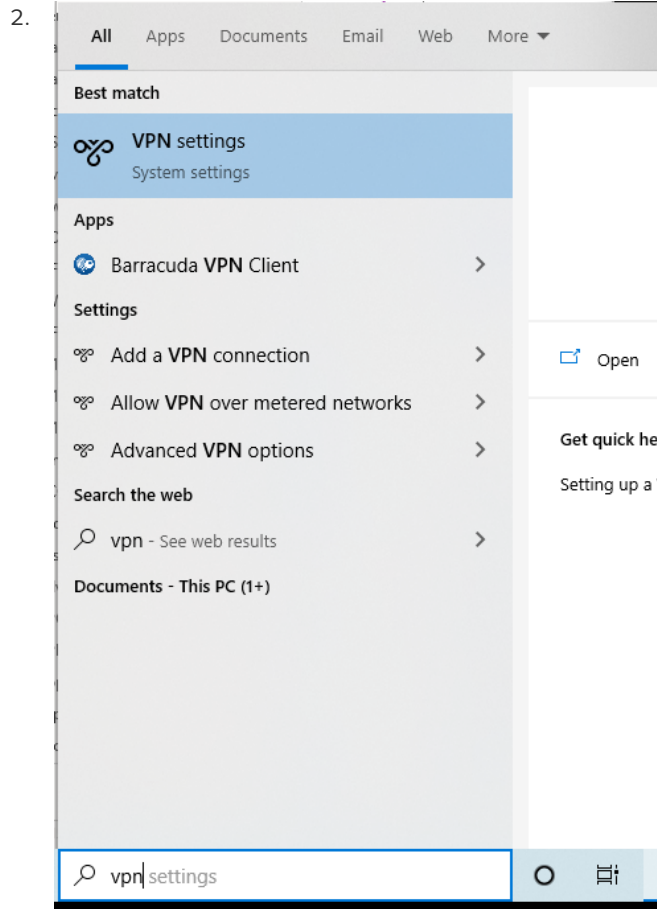 2.
All Apps Documents Email Web More
Best match
VPN settings
System settings
Apps
Barracuda VPN Client
Settings
Add a VPN connection
Allow VPN over metered networks
Advanced VPN options
Search the web
vpn - See web results
Documents - This PC (1+)
vpn settings
Open
Get quick he
Setting up a